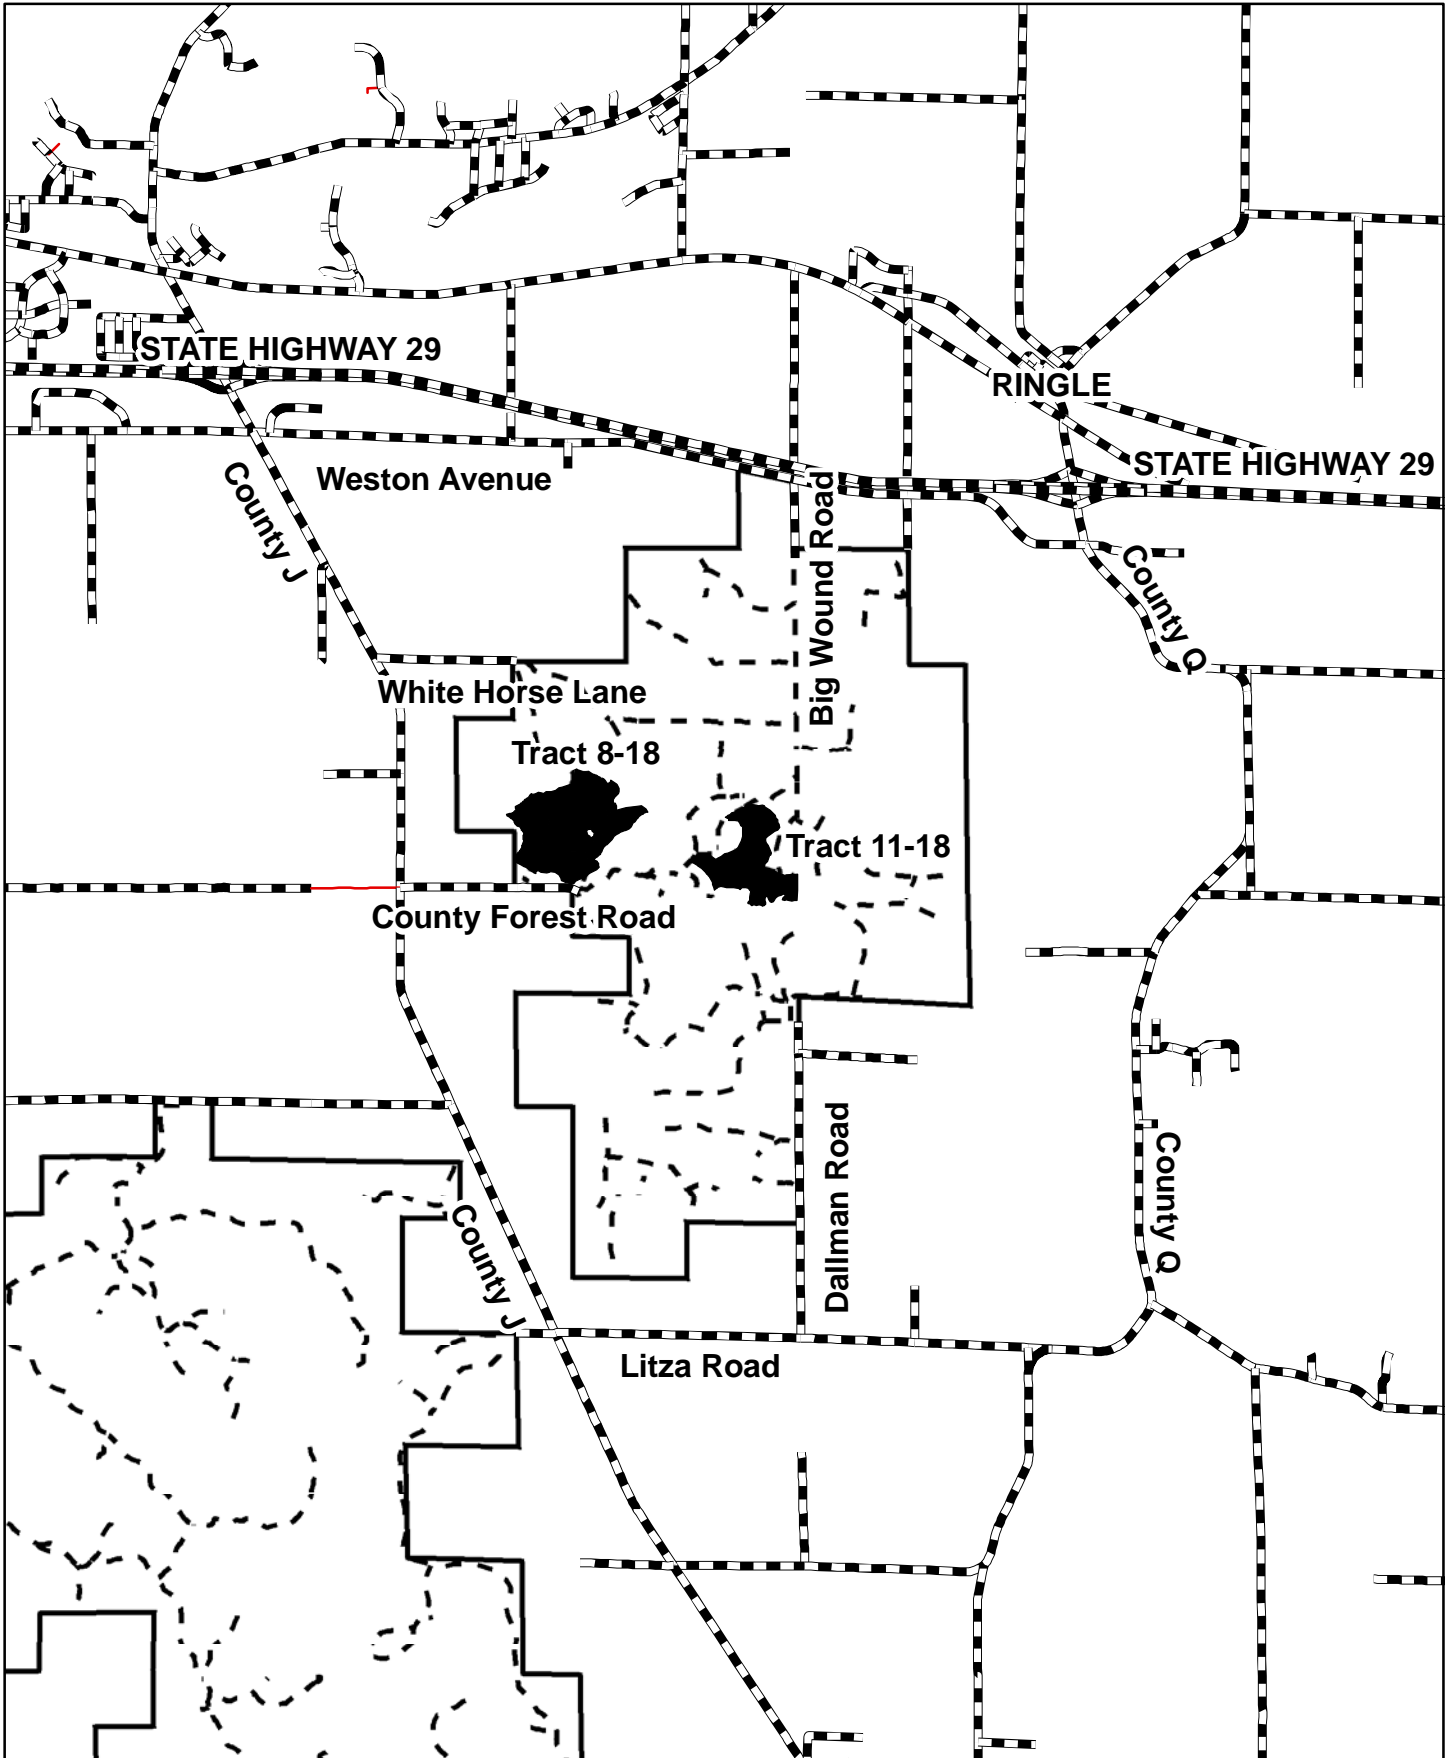 STATE HIGHWAY 29
RINGLE
STATE HIGHWAY 29
Weston Avenue
County J
Big Wound Road
County Q
White Horse Lane
Tract 8-18
Tract 11-18
County Forest Road
Dallman Road
County Q
County J
Litza Road